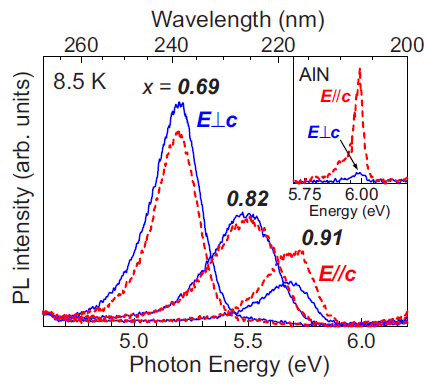 Wavelength (nm)
260 240 220 200
8.5 K
x = 0.69
E⊥c
0.82
0.91
E//c
AlN
E//c
E⊥c
5.75 6.00
Energy (eV)
PL intensity (arb. units)
5.0 5.5 6.0
Photon Energy (eV)